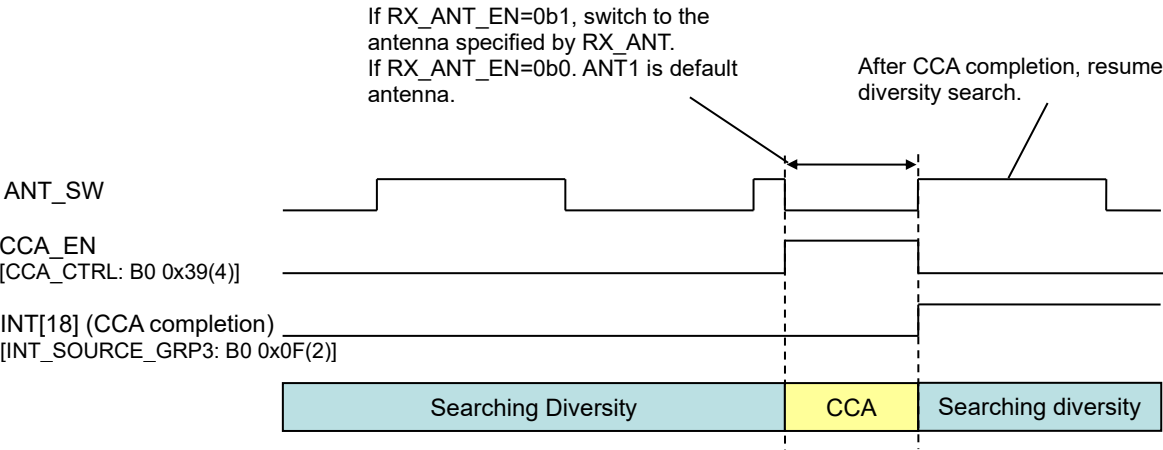 If RX_ANT_EN=0b1, switch to the
antenna specified by RX_ANT.
If RX_ANT_EN=0b0. ANT1 is default
antenna.
After CCA completion, resume
diversity search.
ANT_SW
CCA_EN
[CCA_CTRL: B0 0x39(4)]
INT[18] (CCA completion)
[INT_SOURCE_GRP3: B0 0x0F(2)]
Searching Diversity
CCA
Searching diversity